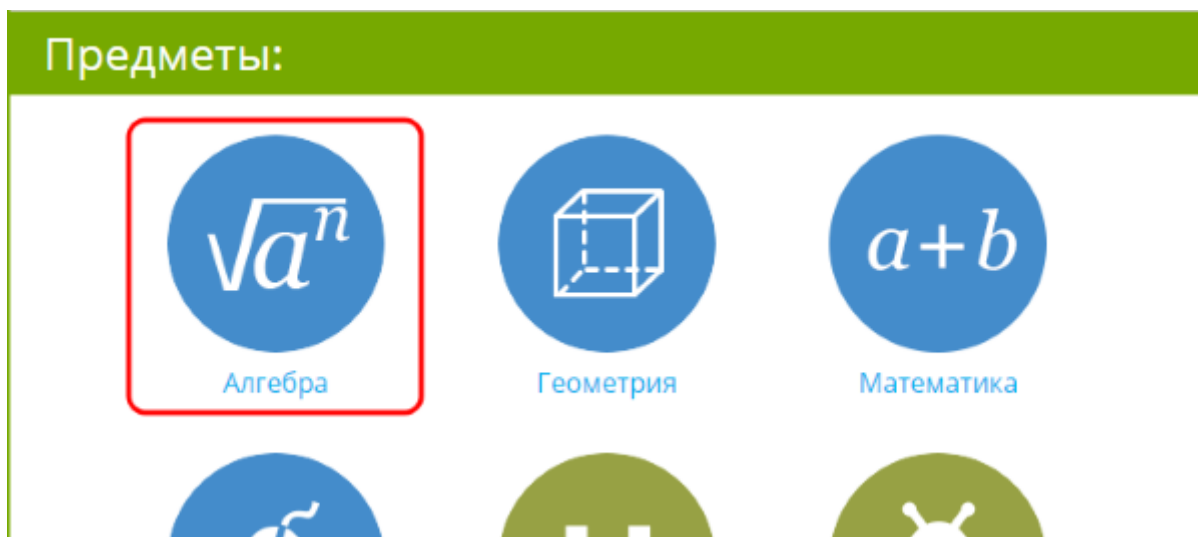 Предметы:
√aⁿ
a+b
Алгебра
Геометрия
Математика